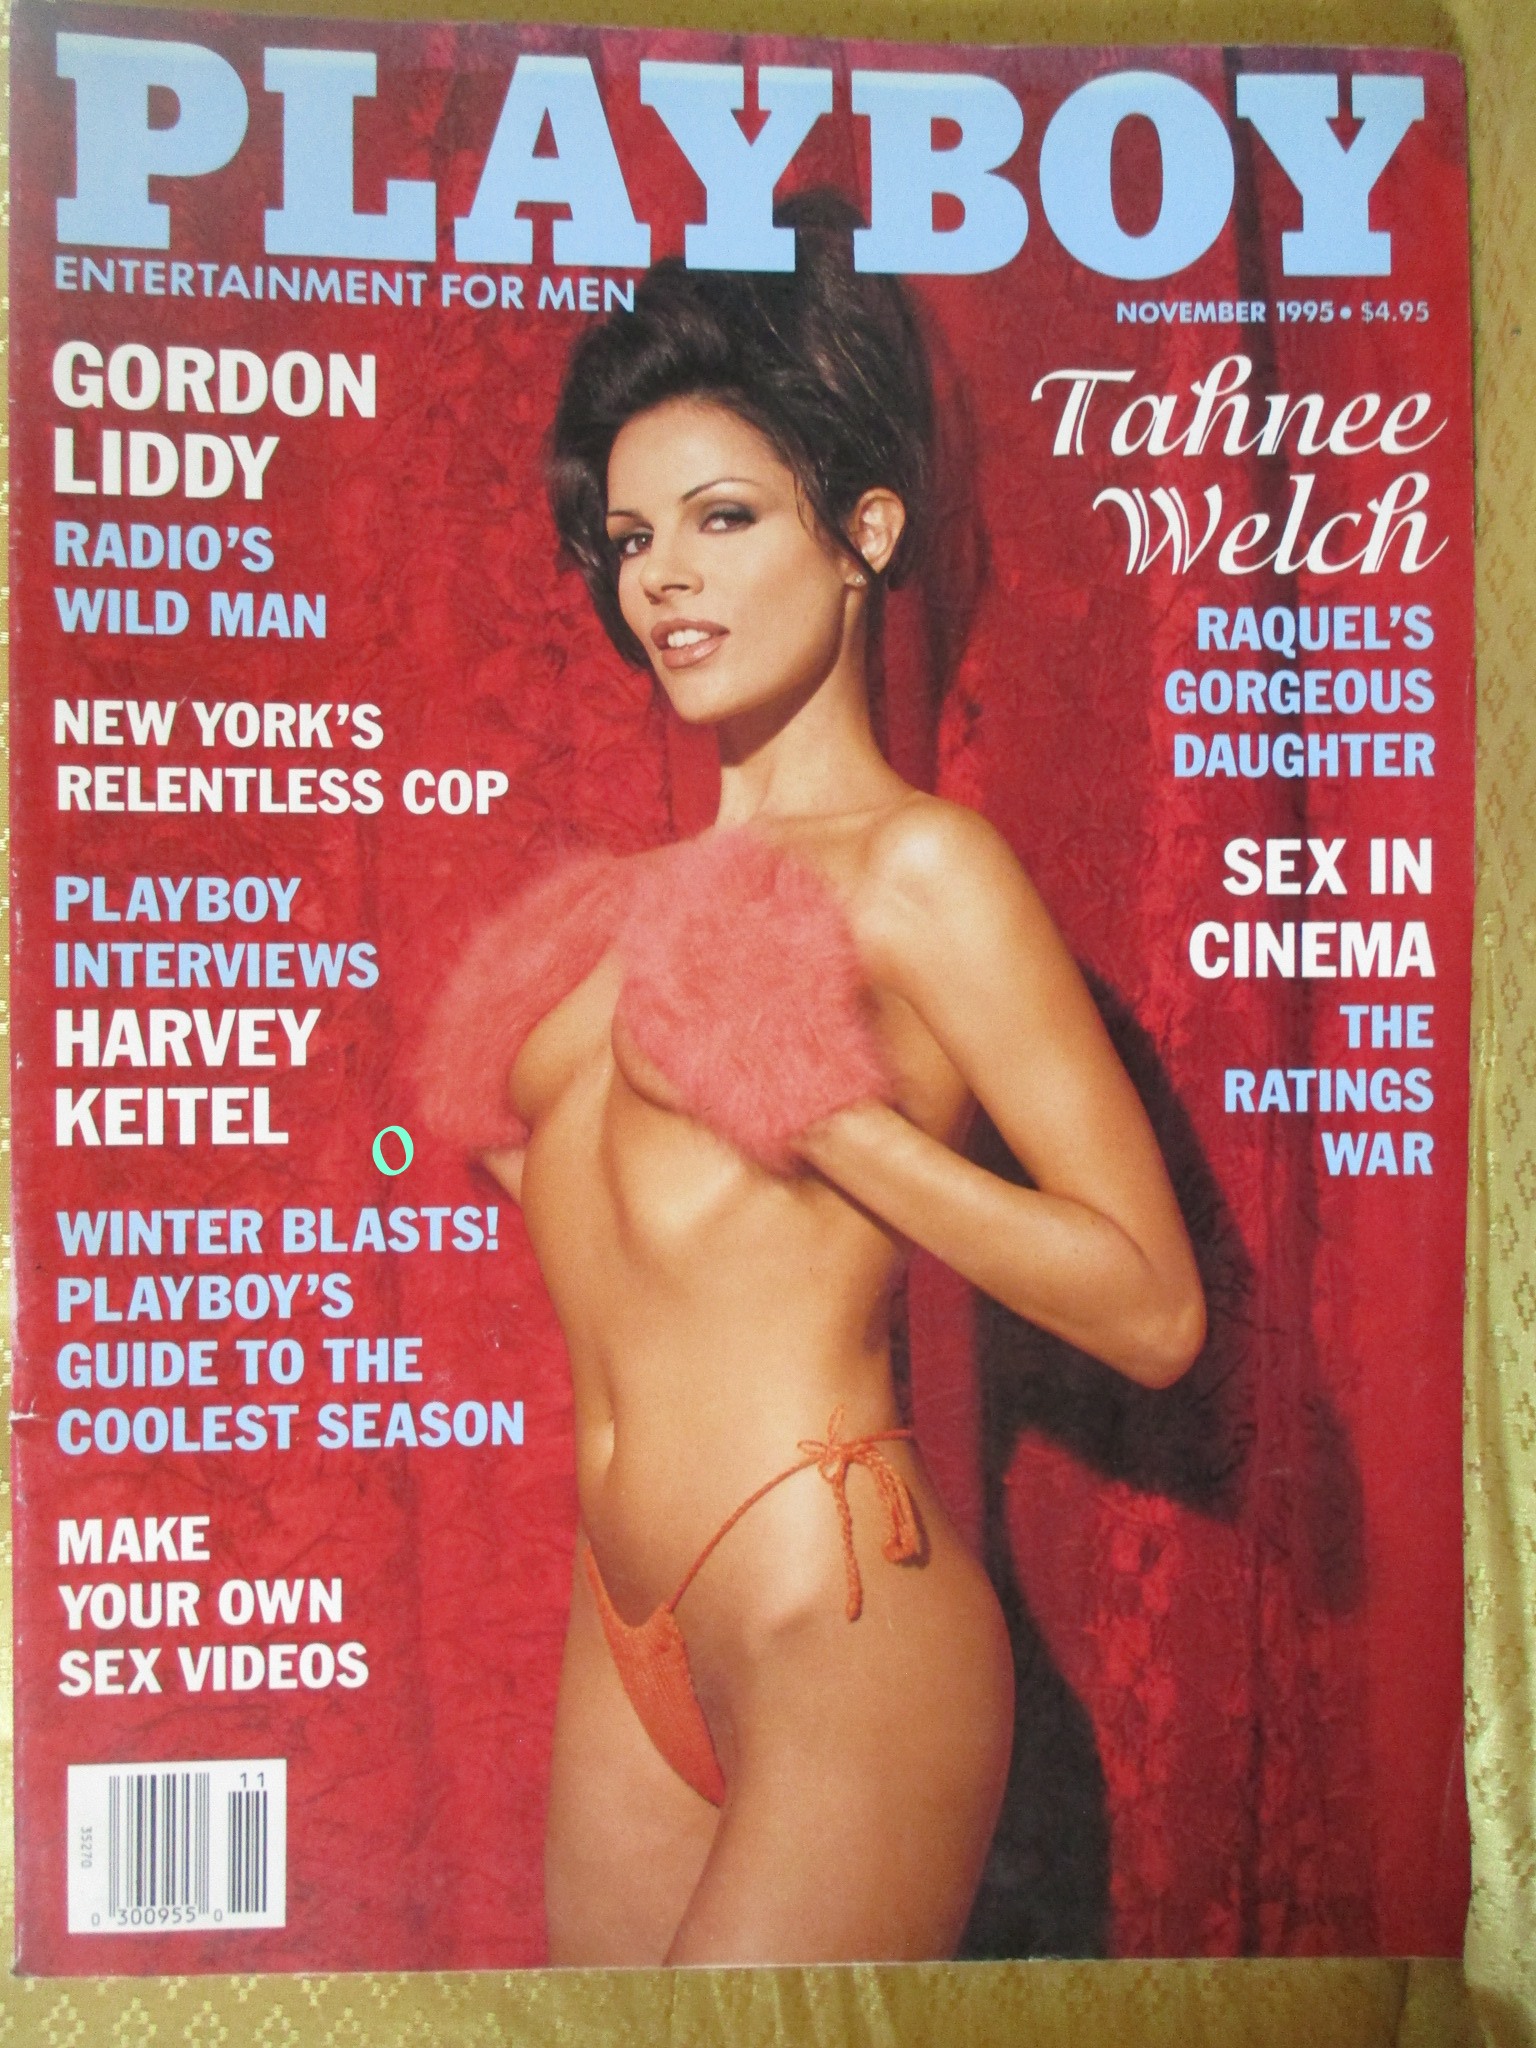 PLAYBOY
ENTERTAINMENT FOR MEN
NOVEMBER 1995 • $4.95
GORDON
LIDDY
RADIO'S
WILD MAN
NEW YORK'S
RELENTLESS COP
PLAYBOY
INTERVIEWS
HARVEY
KEITEL
O
WINTER BLASTS!
PLAYBOY'S
GUIDE TO THE
COOLEST SEASON
MAKE
YOUR OWN
SEX VIDEOS
Tahnee
Welch
RAQUEL'S
GORGEOUS
DAUGHTER
SEX IN
CINEMA
THE
RATINGS
WAR
11
35270
0 300955 0